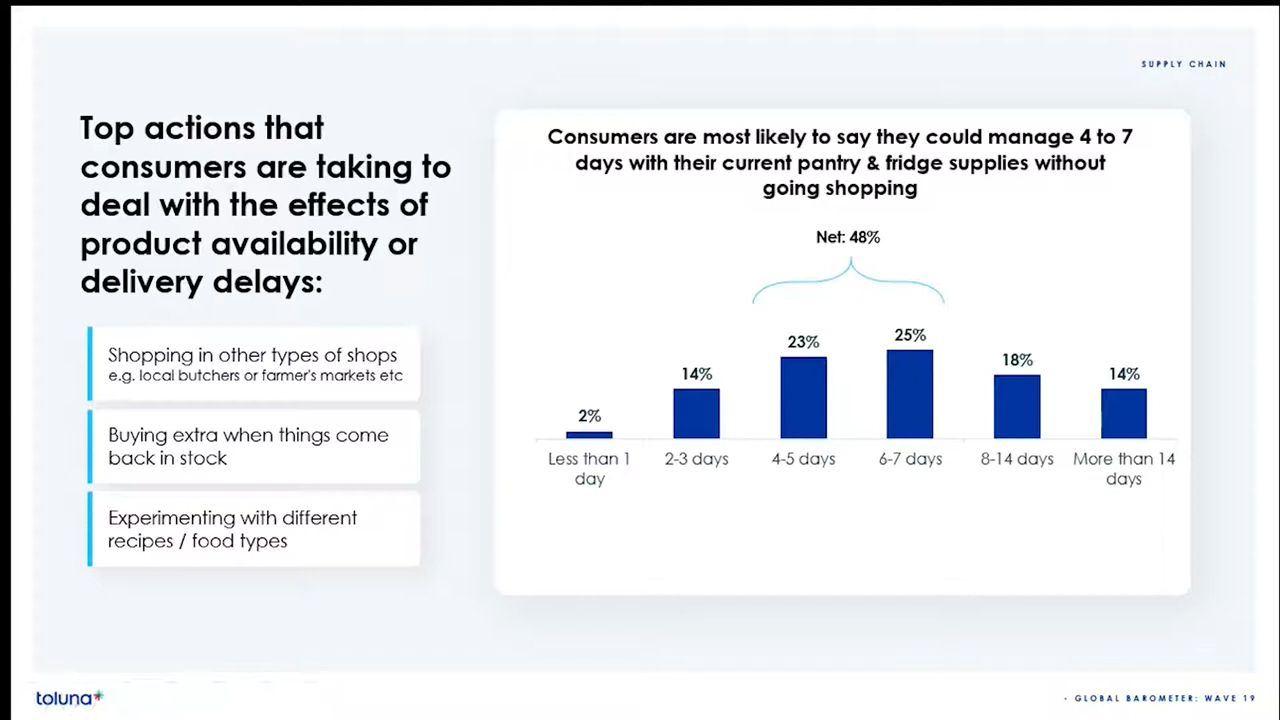 SUPPLY CHAIN
Top actions that
consumers are taking to
deal with the effects of
product availability or
delivery delays:
Shopping in other types of shops
e.g. local butchers or farmer's markets etc
Buying extra when things come
back in stock
Experimenting with different
recipes / food types
Consumers are most likely to say they could manage 4 to 7
days with their current pantry & fridge supplies without
going shopping
Net: 48%
2%
14%
23%
25%
18%
14%
Less than 1
day
2-3 days
4-5 days
6-7 days
8-14 days
More than 14
days
toluna*
- GLOBAL BAROMETER: WAVE 19